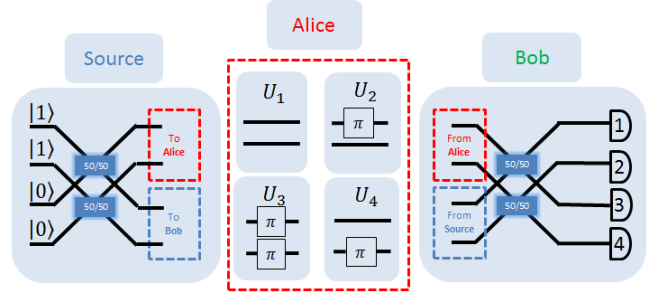 Source
Alice
Bob
|1⟩
|1⟩
|0⟩
|0⟩
50/50
50/50
To
Alice
To
Bob
U₁
U₂
π
U₃
π
π
U₄
π
From
Alice
From
Source
50/50
50/50
1
2
3
4